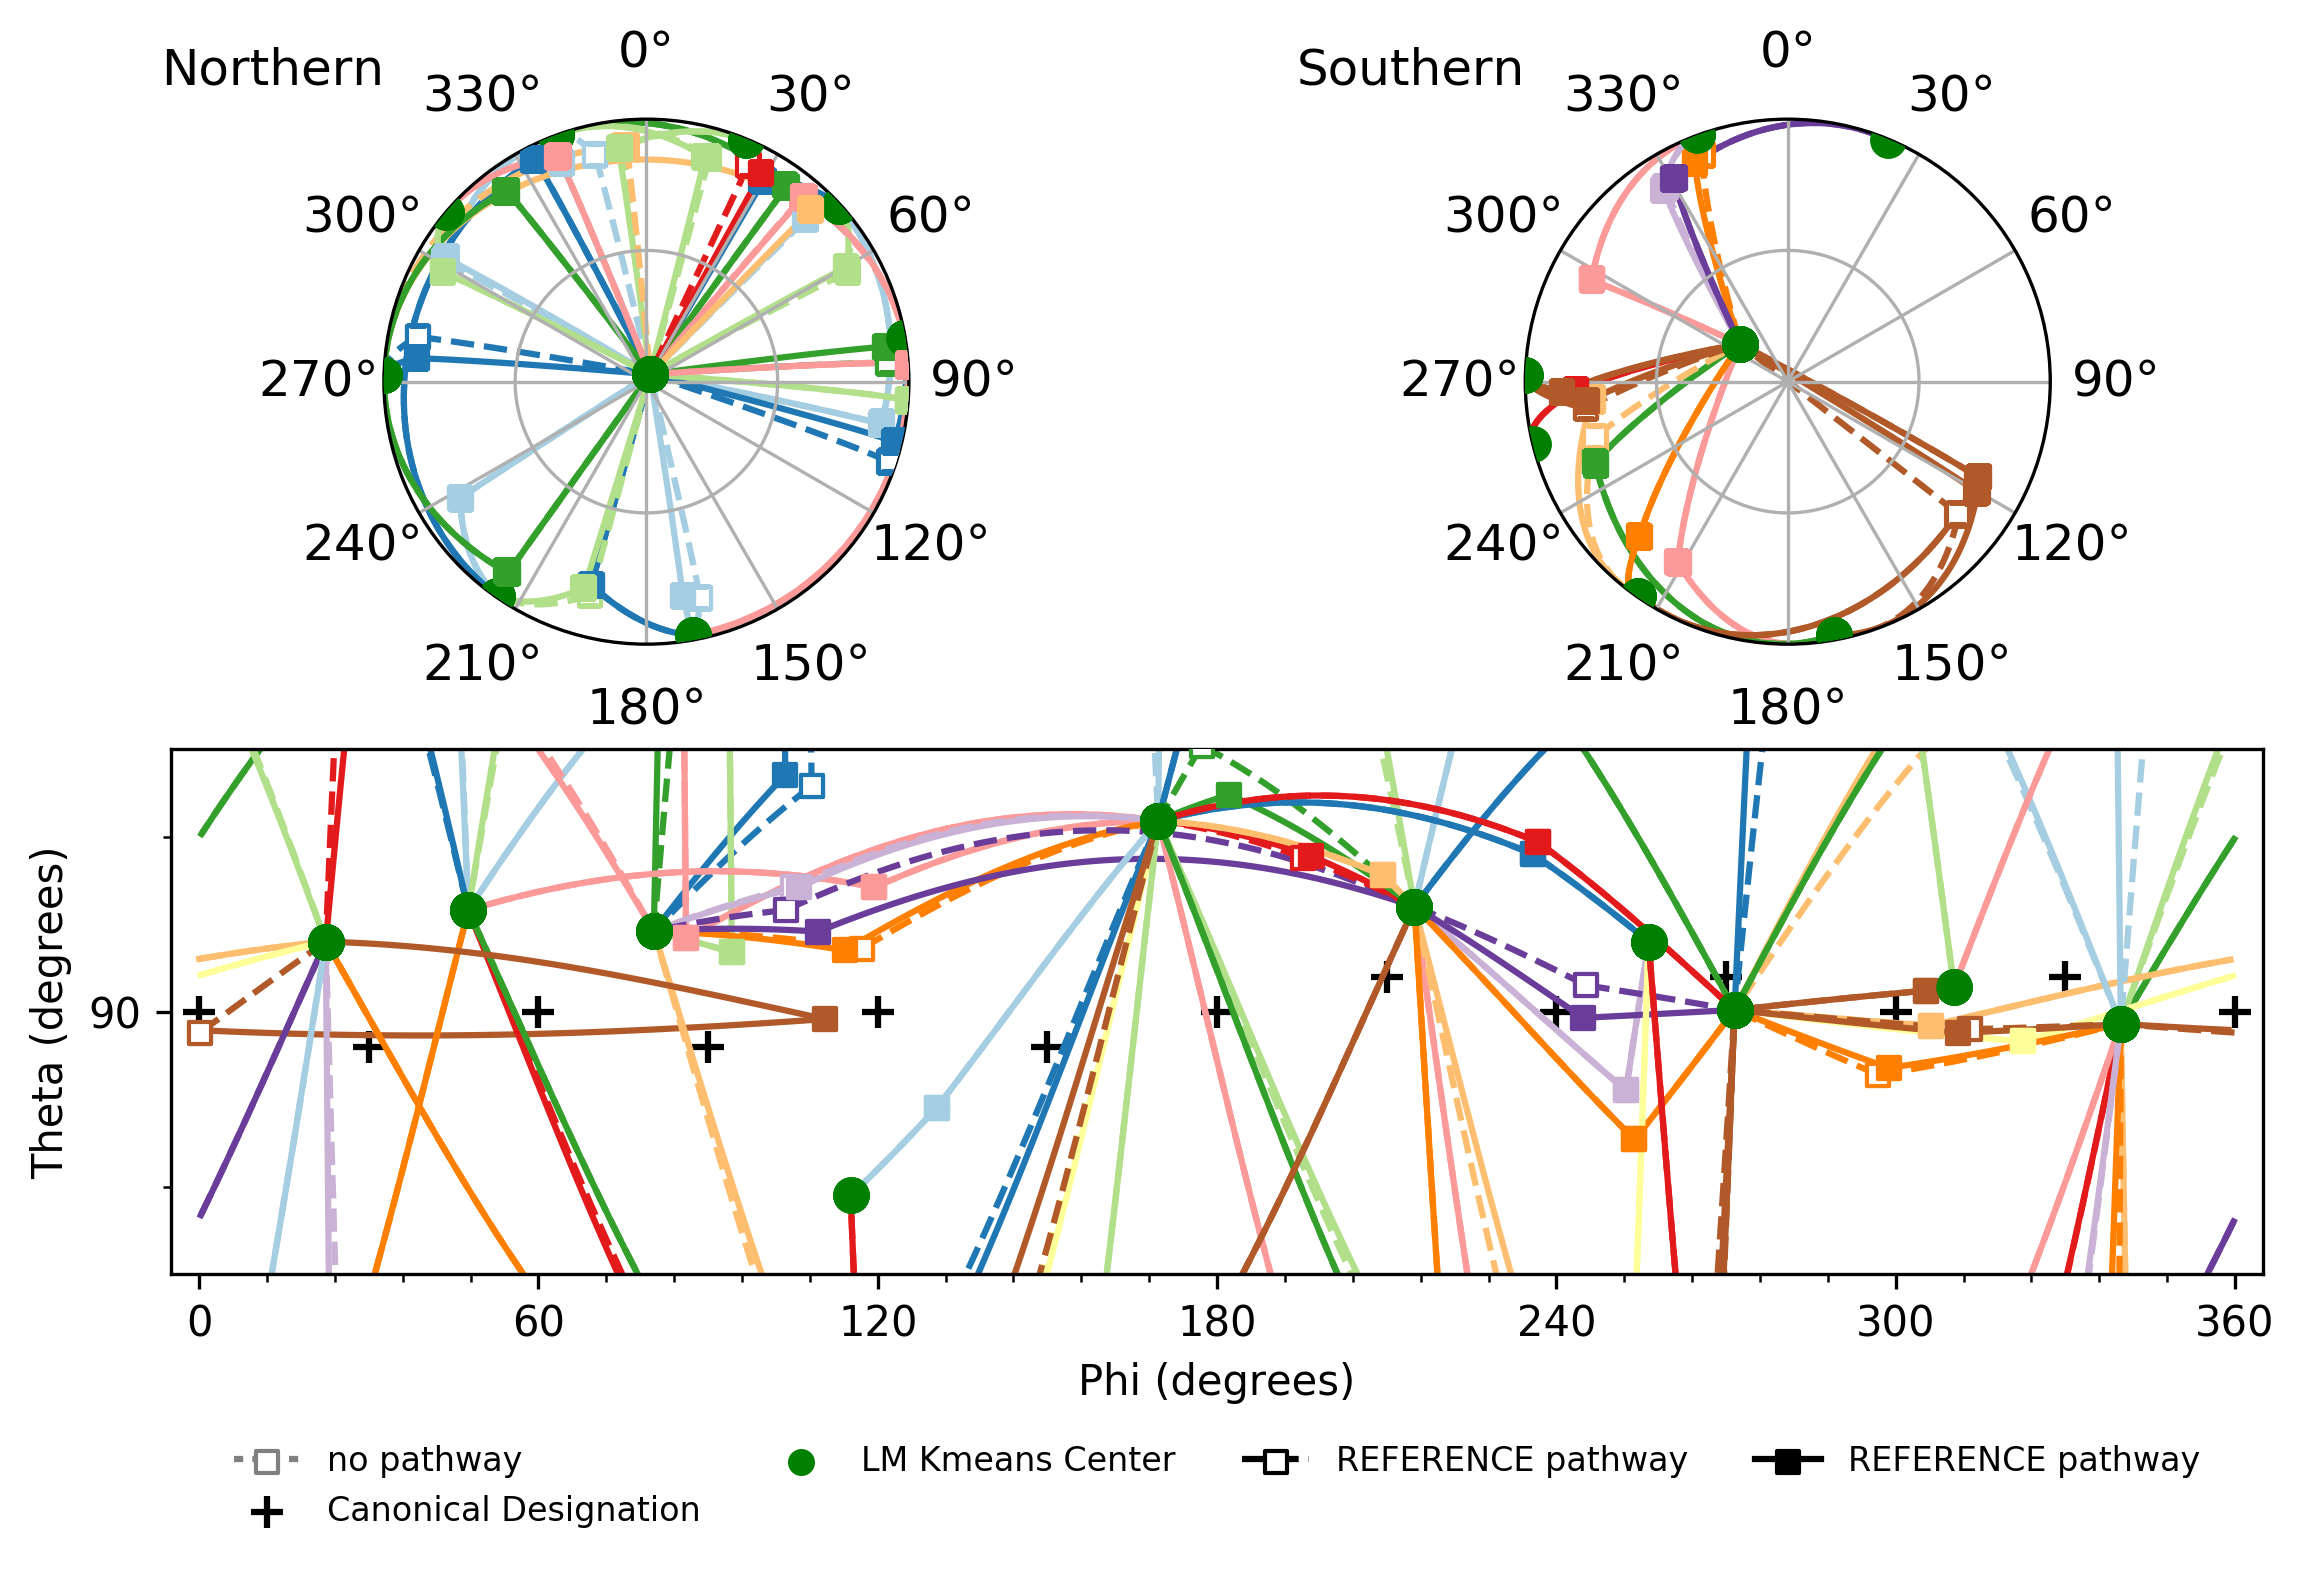 Northern
0°
30°
60°
90°
120°
150°
180°
210°
240°
270°
300°
330°
Southern
0°
30°
60°
90°
120°
150°
180°
210°
240°
270°
300°
330°
Theta (degrees)
90
0 60 120 180 240 300 360
Phi (degrees)
no pathway
Canonical Designation
LM Kmeans Center
REFERENCE pathway
REFERENCE pathway